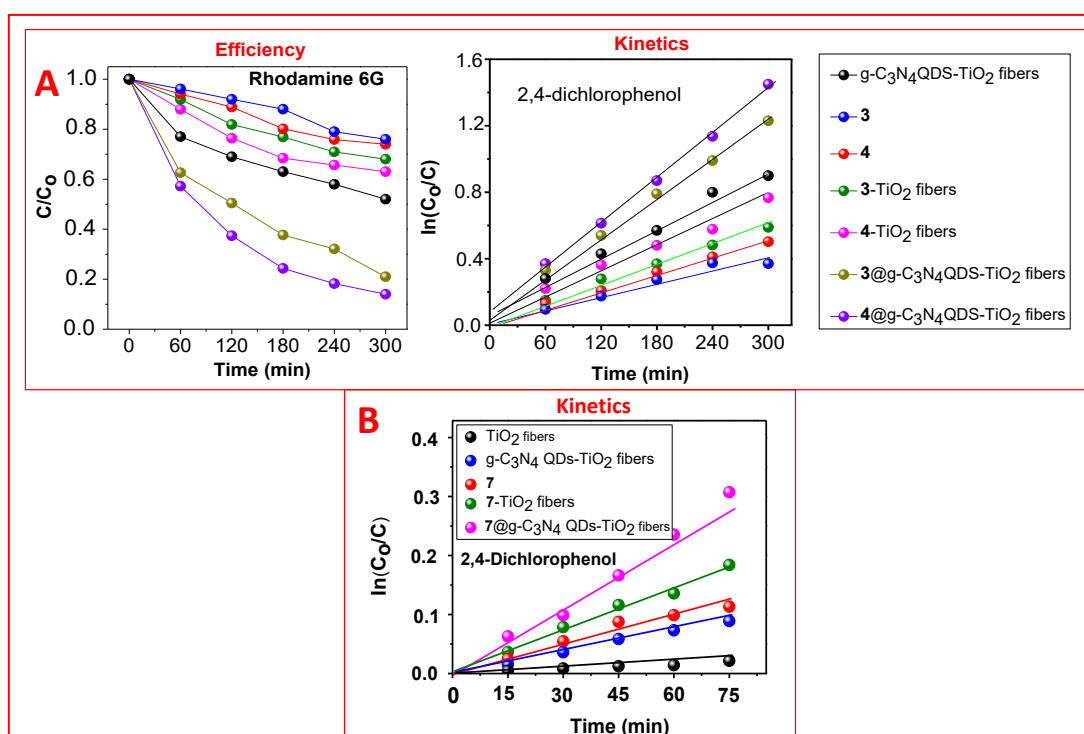 A
Efficiency
Rhodamine 6G
C/Co
1.0
0.8
0.6
0.4
0.2
0.0
0 60 120 180 240 300
Time (min)
Kinetics
2,4-dichlorophenol
ln(Co/C)
1.6
1.2
0.8
0.4
0.0
60 120 180 240 300
Time (min)
g-C3N4QDS-TiO2 fibers
3
4
3-TiO2 fibers
4-TiO2 fibers
3@g-C3N4QDS-TiO2 fibers
4@g-C3N4QDS-TiO2 fibers
B
Kinetics
TiO2 fibers
g-C3N4 QDs-TiO2 fibers
7
7-TiO2 fibers
7@g-C3N4 QDs-TiO2 fibers
2,4-Dichlorophenol
ln(Co/C)
0.4
0.3
0.2
0.1
0.0
0 15 30 45 60 75
Time (min)